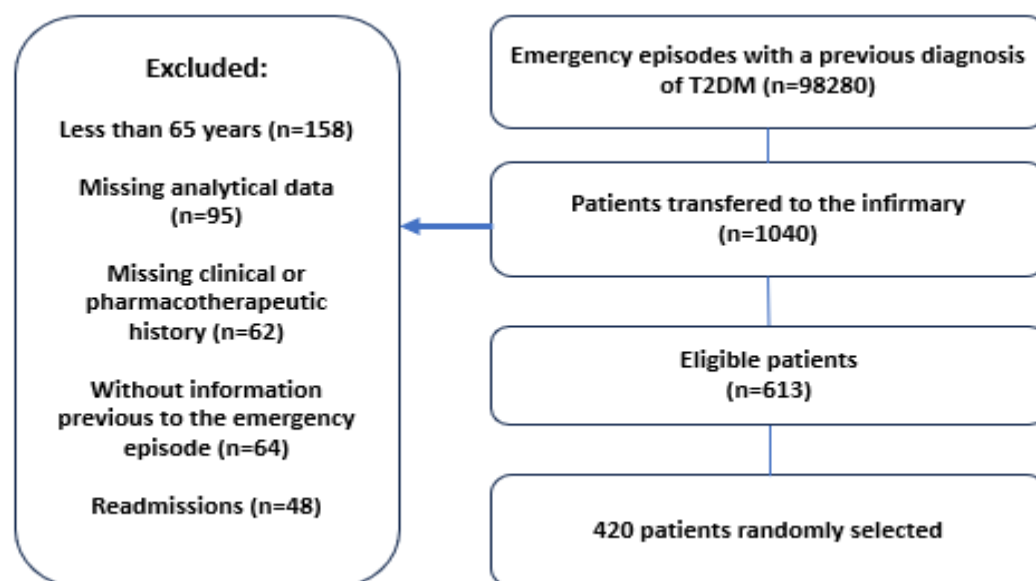 Excluded:
Less than 65 years (n=158)
Missing analytical data
(n=95)
Missing clinical or
pharmacotherapeutic
history (n=62)
Without information
previous to the emergency
episode (n=64)
Readmissions (n=48)
Emergency episodes with a previous diagnosis
of T2DM (n=98280)
Patients transfered to the infirmary
(n=1040)
Eligible patients
(n=613)
420 patients randomly selected